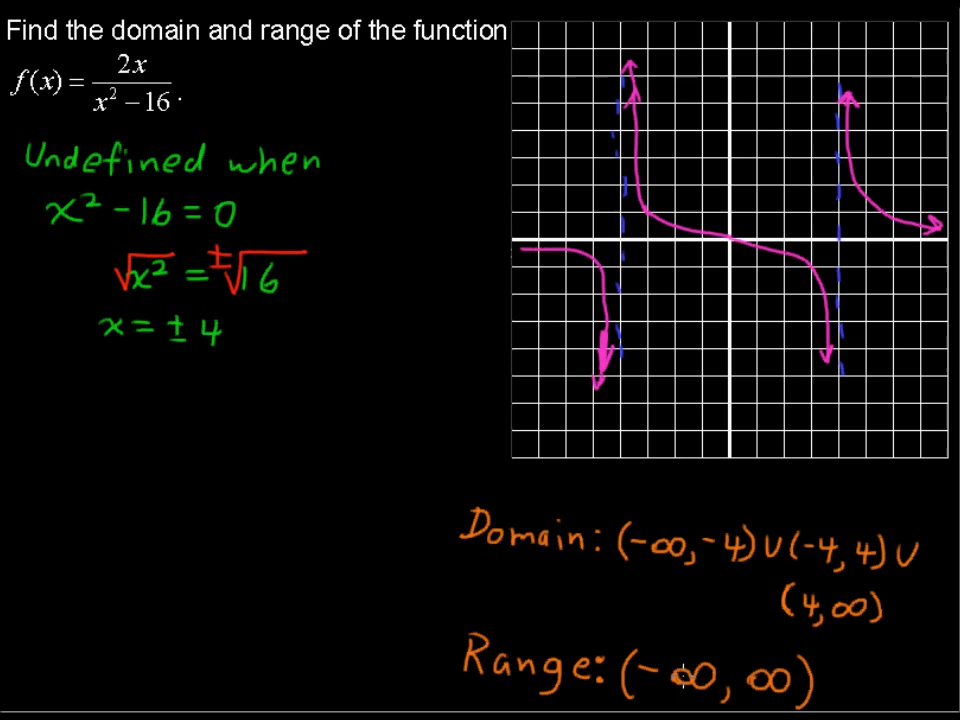 Find the domain and range of the function
f(x) = 2x / (x² − 16).
Undefined when
x² − 16 = 0
√x² = ±√16
x = ± 4
Domain: (−∞, −4) ∪ (−4, 4) ∪
(4, ∞)
Range: (−∞, ∞)